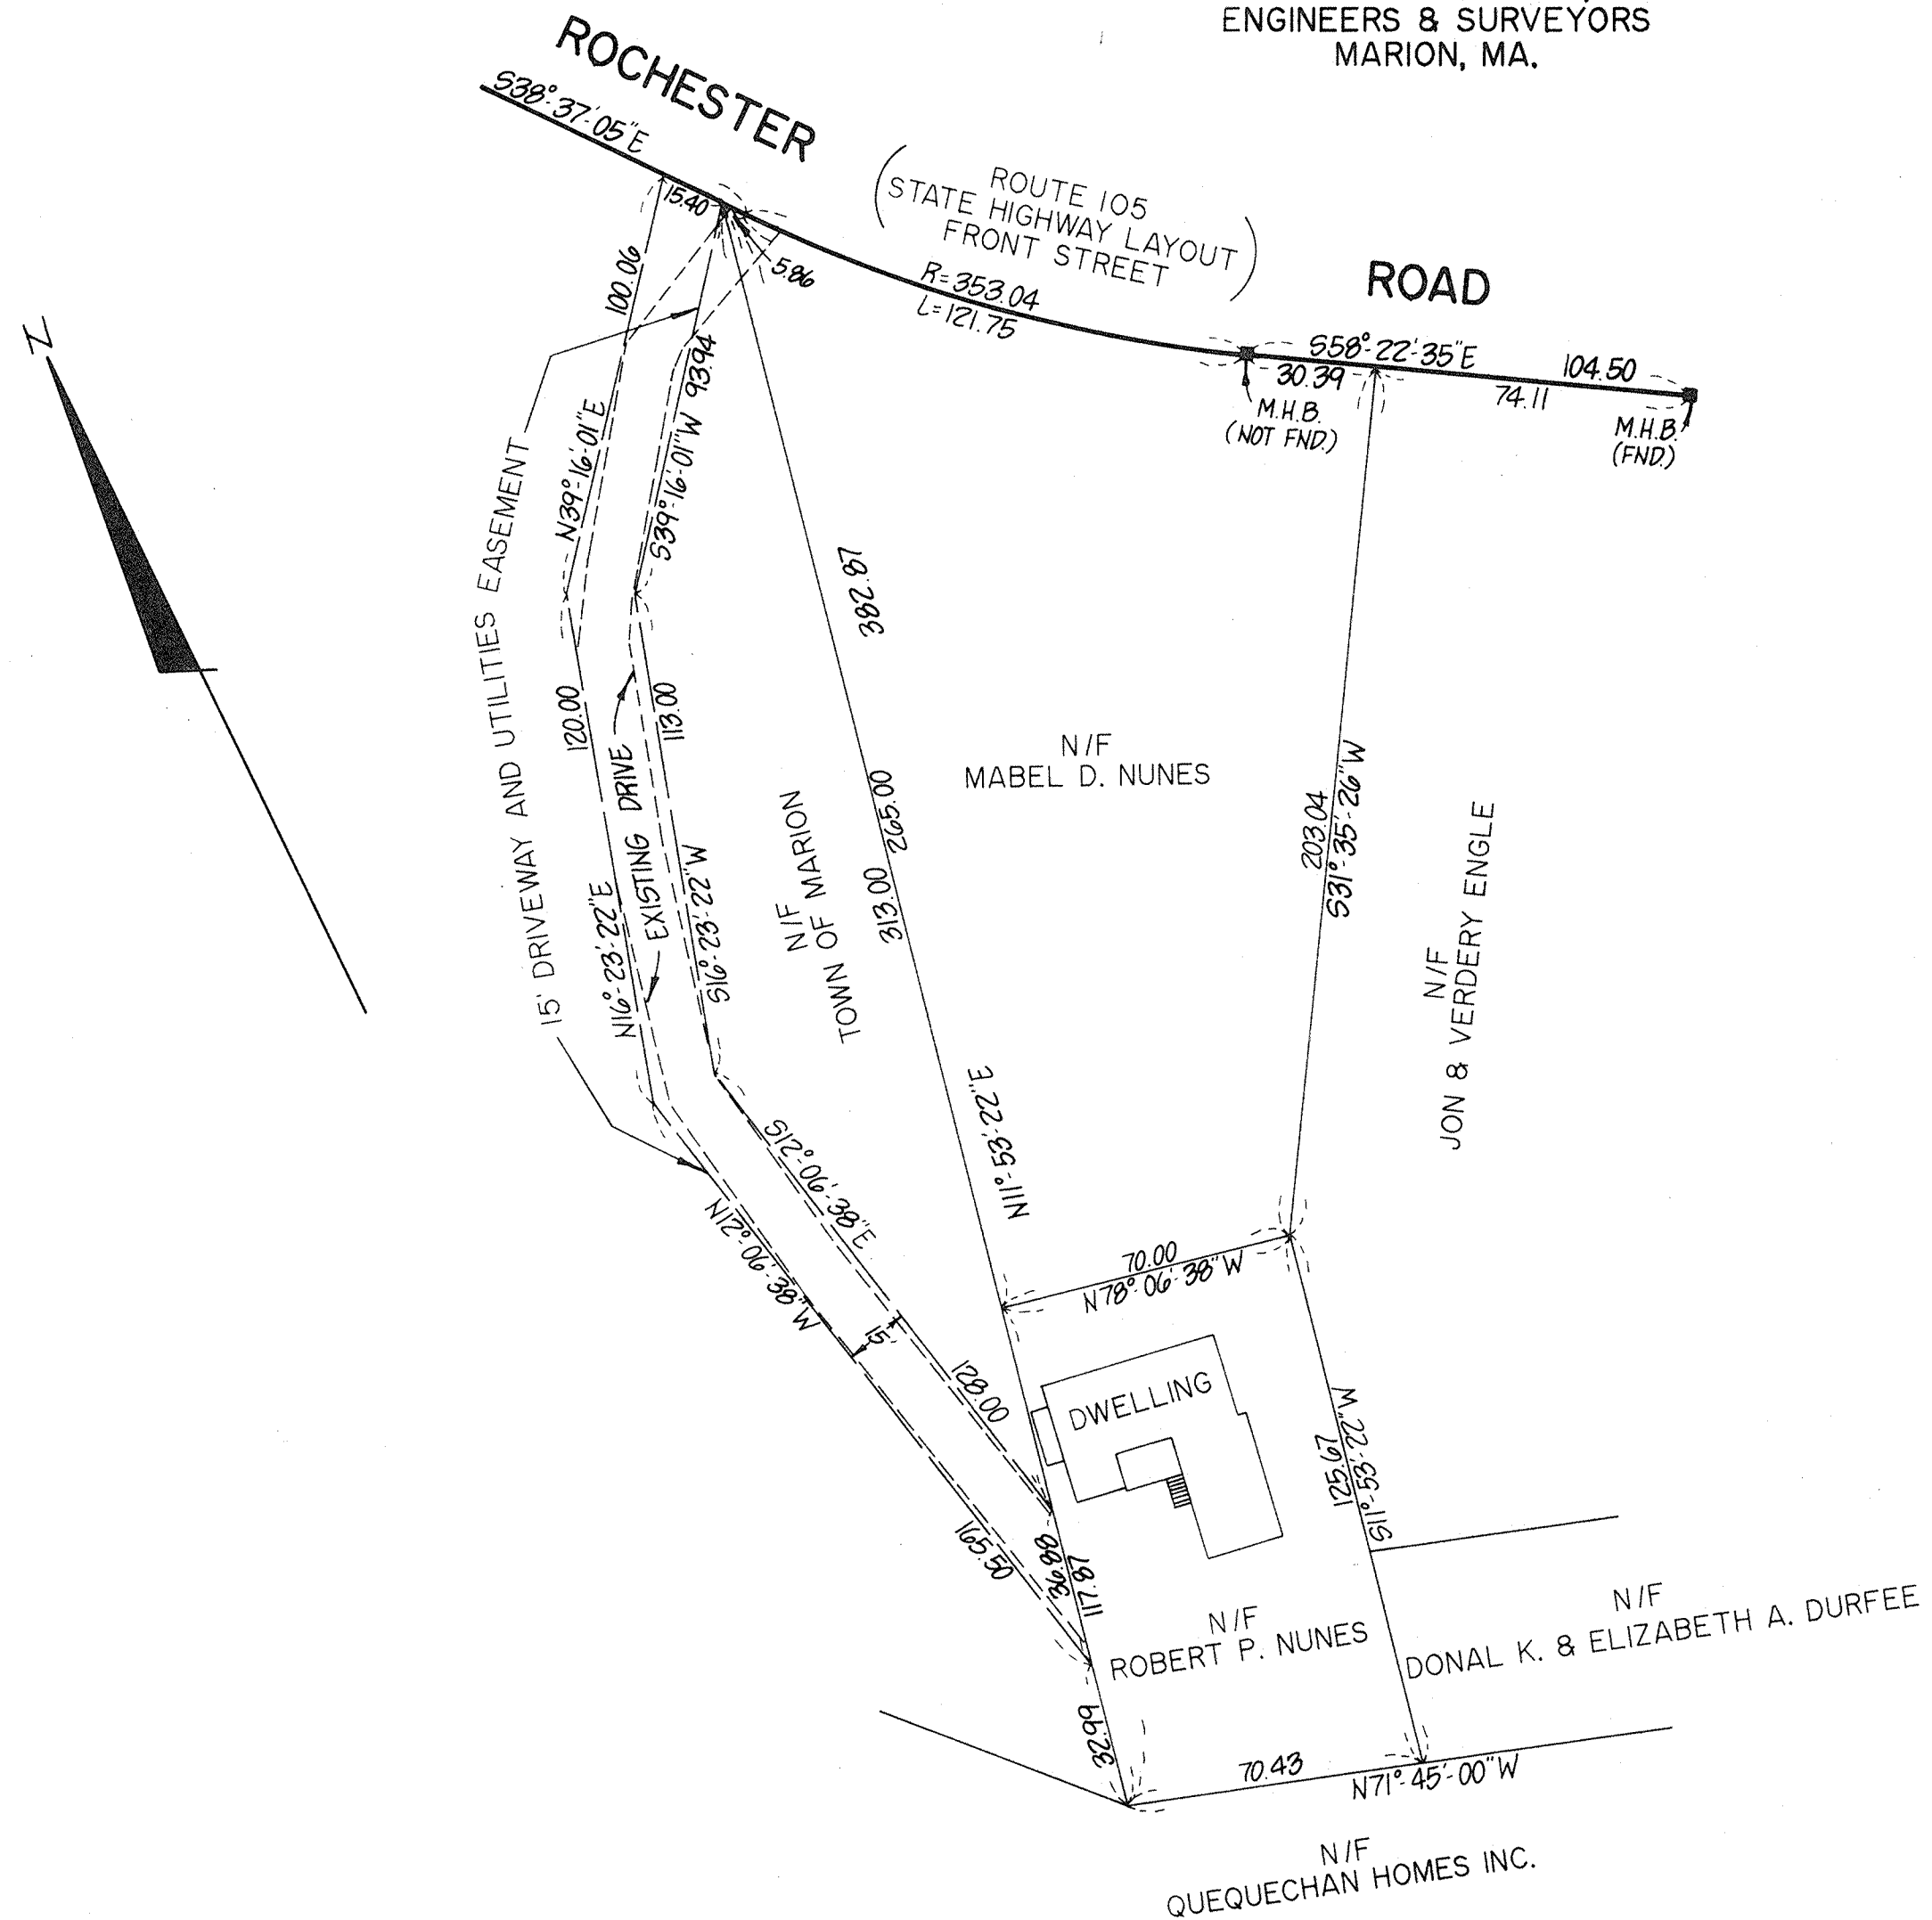 ENGINEERS & SURVEYORS
MARION, MA.
ROCHESTER
S38°-37'-05"E
15.40
5.86
(ROUTE 105
STATE HIGHWAY LAYOUT
FRONT STREET)
R=353.04
L=121.75
ROAD
S58°-22'-35"E
104.50
30.39
74.11
M.H.B.
(NOT FND.)
M.H.B.
(FND.)
Z
100.06
N39°-16'-01"E
S39°-16'-01"W 93.94
15' DRIVEWAY AND UTILITIES EASEMENT
120.00
113.00
EXISTING DRIVE
N16°-23'-22"E
S16°-23'-22"W
382.87
265.00
313.00
N11°-53'-22"E
N/F
TOWN OF MARION
N/F
MABEL D. NUNES
203.04
S31°-35'-26"W
N/F
JON & VERDERY ENGLE
S12°-06'-38"E
N12°-06'-38"W
15'
128.00
165.50
70.00
N78°-06'-38"W
DWELLING
125.67
S11°-53'-22"W
36.88
117.87
32.99
N/F
ROBERT P. NUNES
N/F
DONAL K. & ELIZABETH A. DURFEE
70.43
N71°-45'-00"W
N/F
QUEQUECHAN HOMES INC.